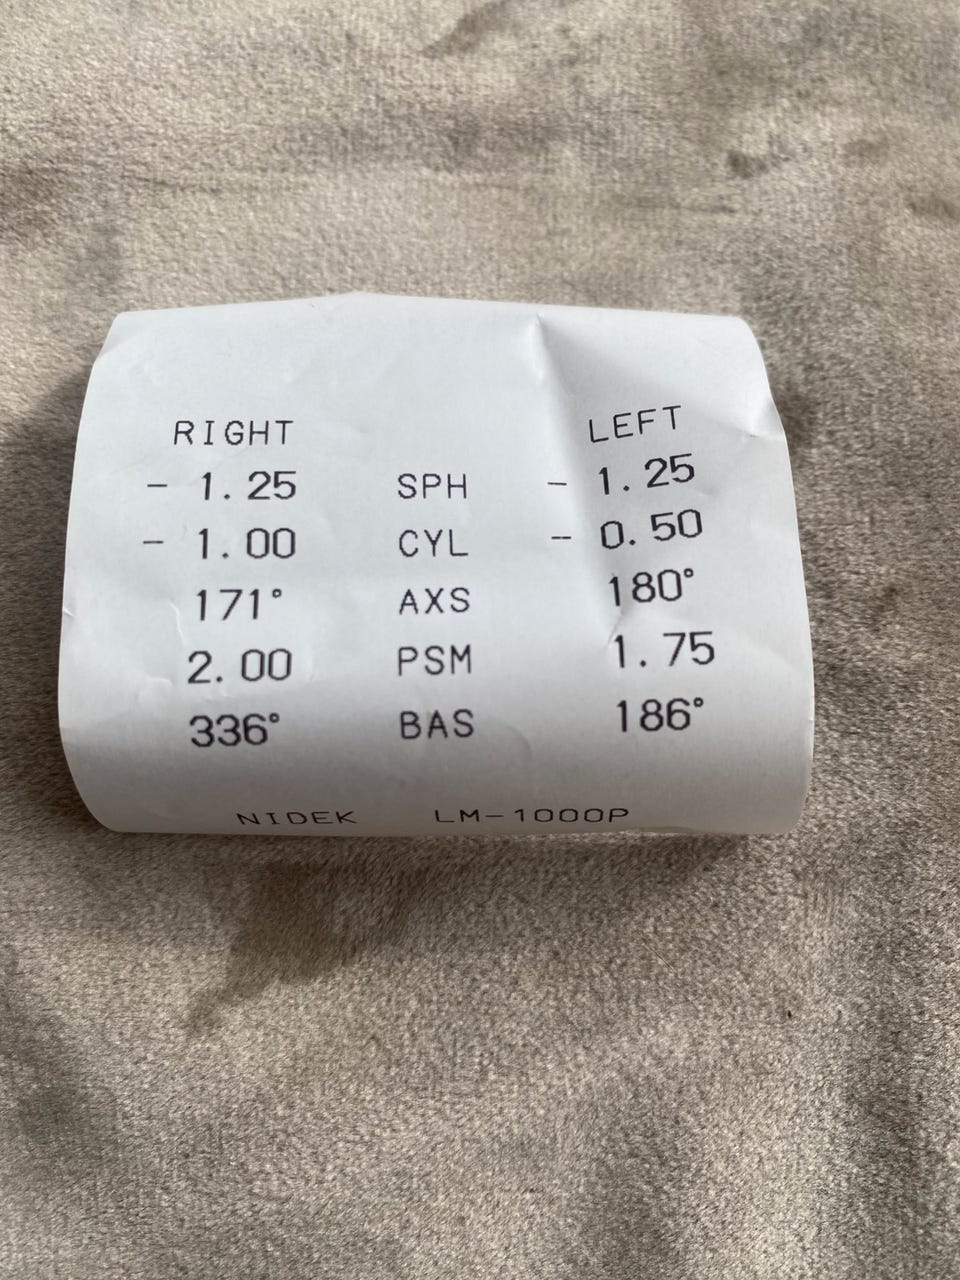 RIGHT LEFT
- 1.25 SPH - 1.25
- 1.00 CYL - 0.50
171° AXS 180°
2.00 PSM 1.75
336° BAS 186°
NIDEK LM-1000P